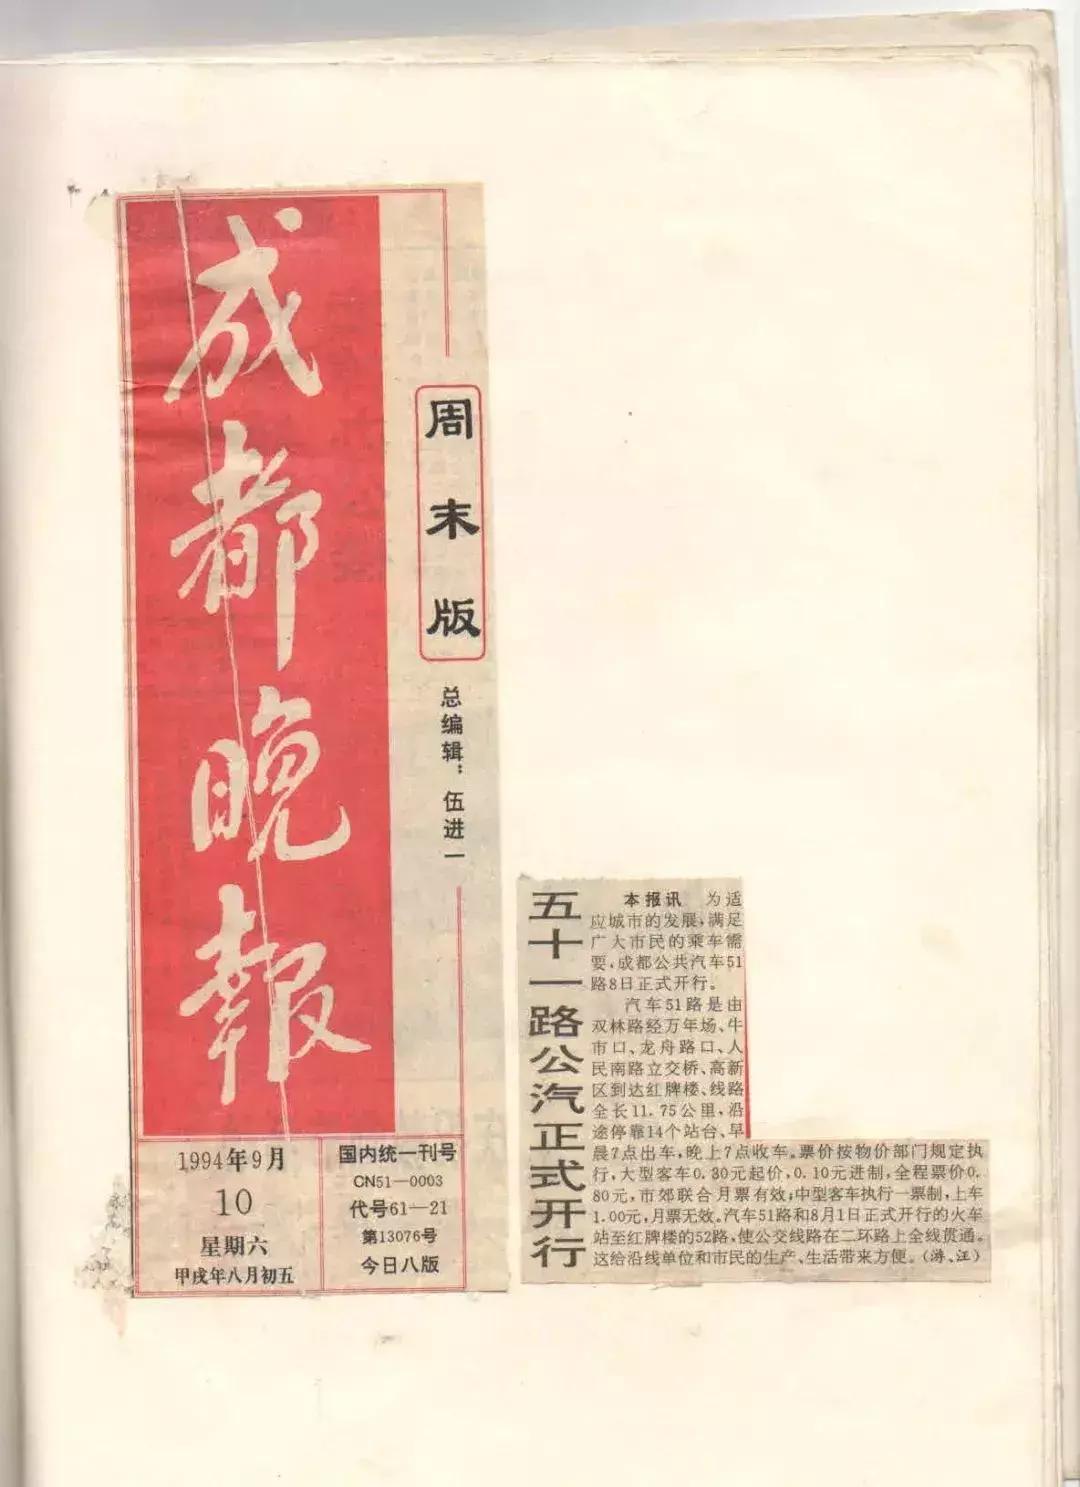 成都晚報
周末版
总编辑：伍进一
1994年9月
10
星期六
甲戌年八月初五
国内统一刊号
CN51—0003
代号61—21
第13076号
今日八版
五十一路公汽正式开行
本报讯 为适
应城市的发展，满足
广大市民的乘车需
要，成都公共汽车51
路8日正式开行。
汽车51路是由
双林路经万年场、牛
市口、龙舟路口、人
民南路立交桥、高新
区到达红牌楼、线路
全长11.75公里，沿
途停靠14个站台、早
晨7点出车，晚上7点收车。票价按物价部门规定执
行，大型客车0.30元起价，0.10元进制，全程票价0.
80元，市郊联合月票有效；中型客车执行一票制，上车
1.00元，月票无效。汽车51路和8月1日正式开行的火车
站至红牌楼的52路，使公交线路在二环路上全线贯通。
这给沿线单位和市民的生产、生活带来方便。（游、江）